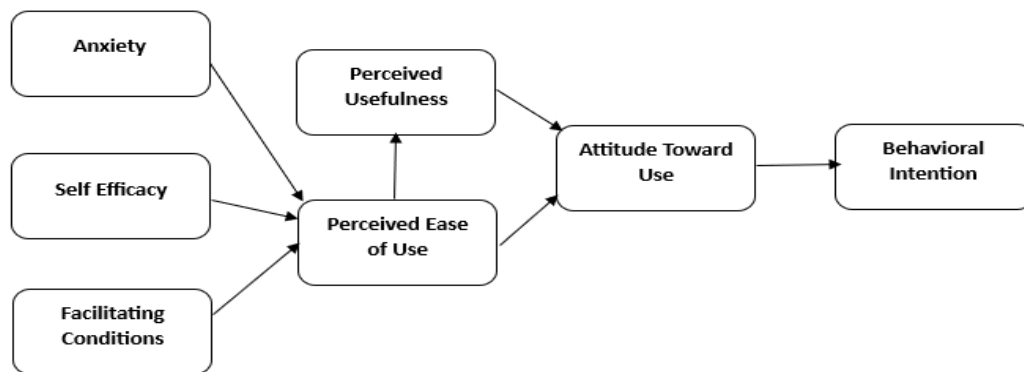 Anxiety
Perceived
Usefulness
Attitude Toward
Use
Behavioral
Intention
Self Efficacy
Perceived Ease
of Use
Facilitating
Conditions